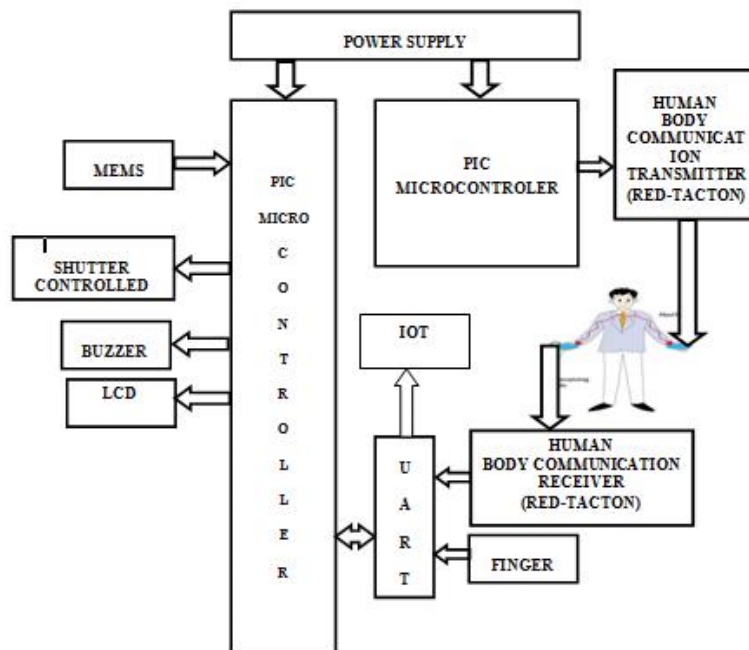 POWER SUPPLY
PIC
MICRO
C
O
N
T
R
O
L
L
E
R
PIC
MICROCONTROLER
HUMAN
BODY
COMMUNICAT
ION
TRANSMITTER
(RED-TACTON)
MEMS
SHUTTER
CONTROLLED
BUZZER
LCD
IOT
UART
HUMAN
BODY COMMUNICATION
RECEIVER
(RED-TACTON)
FINGER